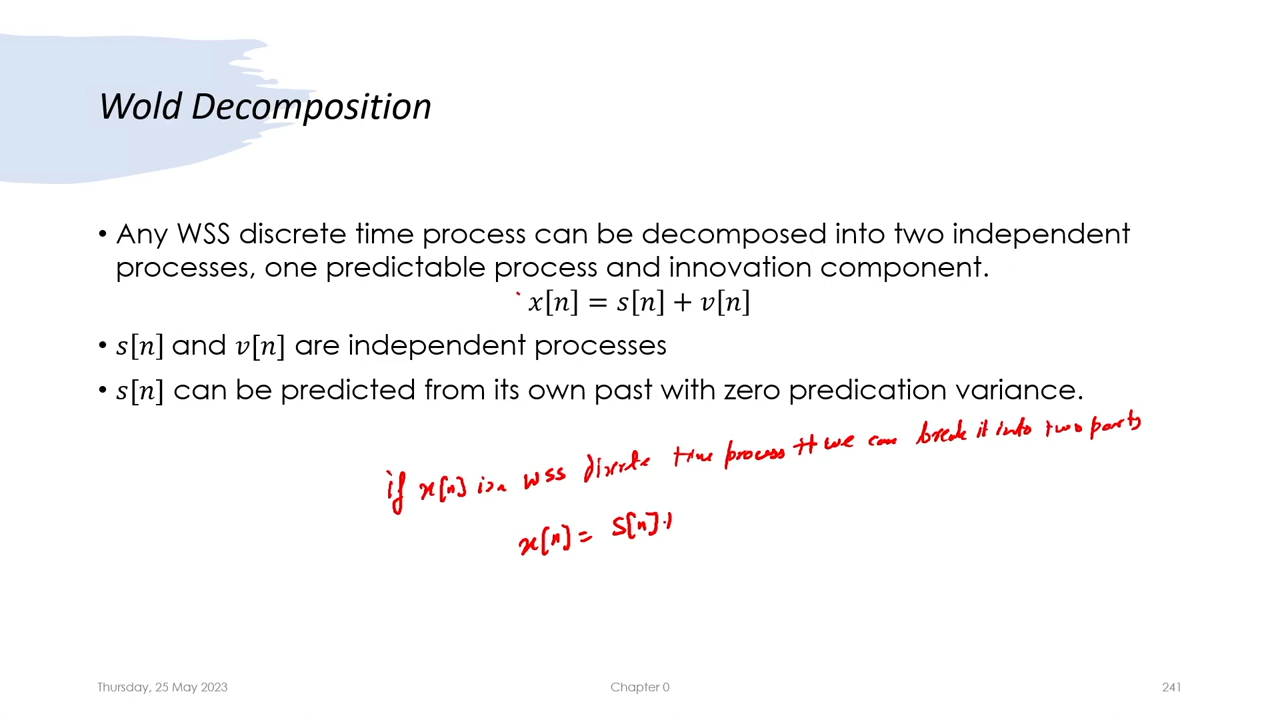 Wold Decomposition
• Any WSS discrete time process can be decomposed into two independent
processes, one predictable process and innovation component.
x[n] = s[n] + v[n]
• s[n] and v[n] are independent processes
• s[n] can be predicted from its own past with zero predication variance.
if x[n] is a WSS discrete time process we can break it into two parts
x[n] = s[n]
Thursday, 25 May 2023
Chapter 0
241